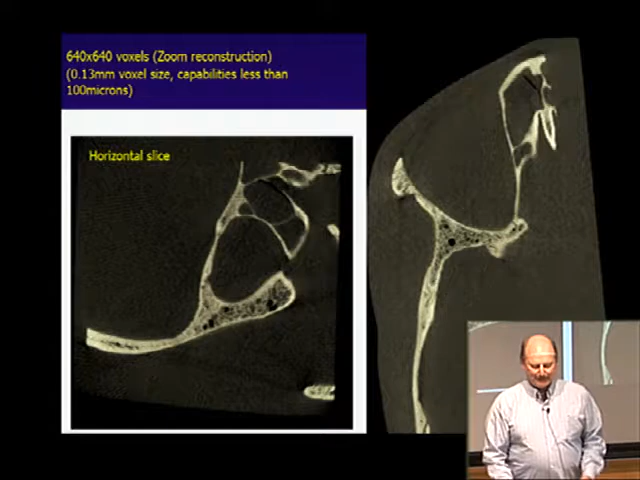 640x640 voxels (Zoom reconstruction)
(0.13mm voxel size, capabilities less than
100microns)
Horizontal slice